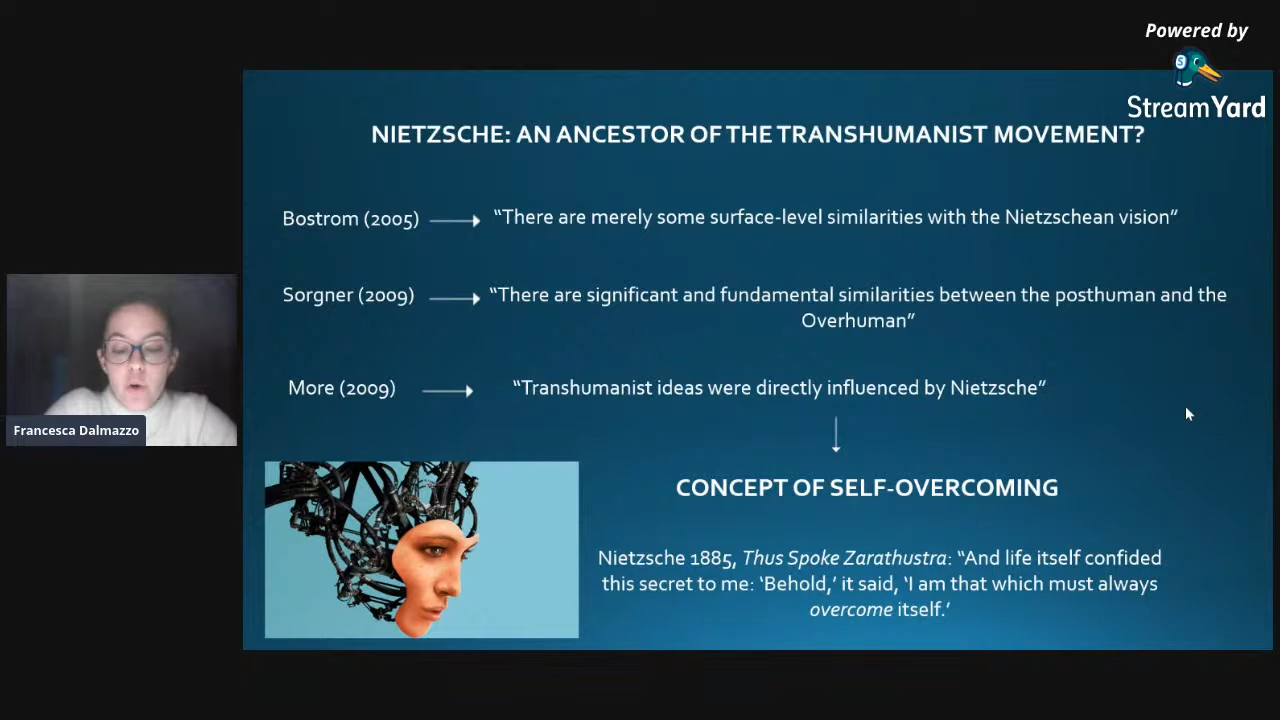 Powered by
StreamYard
NIETZSCHE: AN ANCESTOR OF THE TRANSHUMANIST MOVEMENT?
Bostrom (2005) “There are merely some surface-level similarities with the Nietzschean vision”
Sorgner (2009) “There are significant and fundamental similarities between the posthuman and the
Overhuman”
More (2009) “Transhumanist ideas were directly influenced by Nietzsche”
CONCEPT OF SELF-OVERCOMING
Nietzsche 1885, Thus Spoke Zarathustra: “And life itself confided
this secret to me: ‘Behold,’ it said, ‘I am that which must always
overcome itself.’
Francesca Dalmazzo